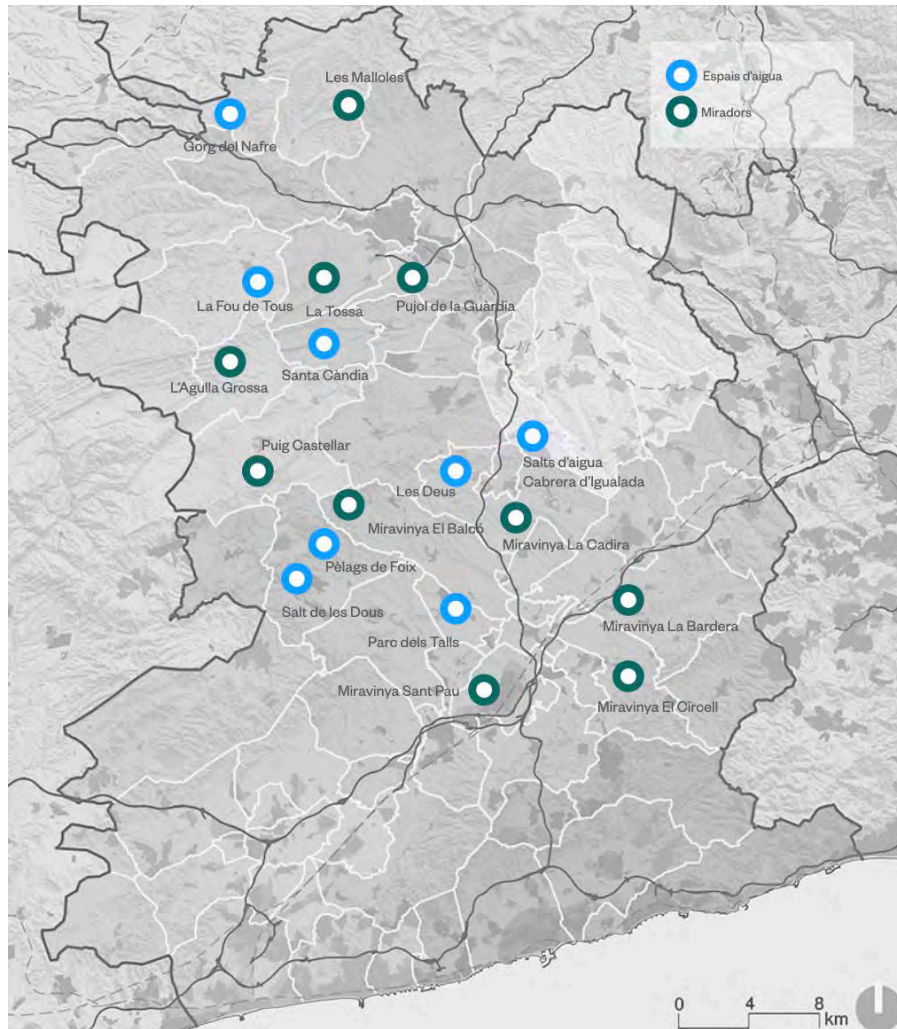 Les Malloles
Espais d'aigua
Miradors
Gorg del Nafre
La Fou de Tous
La Tossa
Pujol de la Guàrdia
Santa Càndia
L'Agulla Grossa
Puig Castellar
Salts d'aigua
Cabrera d'Igualada
Les Deus
Miravinya El Balcó
Miravinya La Cadira
Pèlags de Foix
Salt de les Dous
Parc dels Talls
Miravinya La Bardera
Miravinya Sant Pau
Miravinya El Circell
0 4 8
km